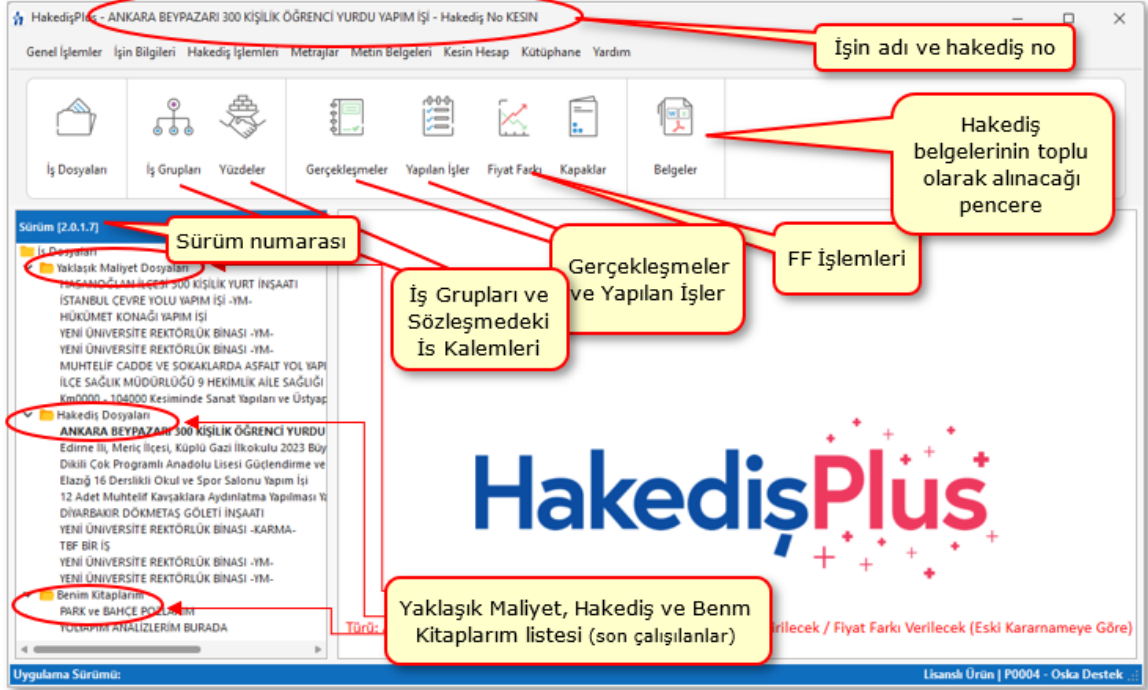 HakedişPlus - ANKARA BEYPAZARI 300 KİŞİLİK ÖĞRENCİ YURDU YAPIM İŞİ - Hakediş No KESIN
İşin adı ve hakediş no
Genel İşlemler İşin Bilgileri Hakediş İşlemleri Metrajlar Metin Belgeleri Kesin Hesap Kütüphane Yardım
İş Dosyaları
İş Grupları
Yüzdeler
Gerçekleşmeler
Yapılan İşler
Fiyat Farkı
Kapaklar
Belgeler
Hakediş
belgelerinin toplu
olarak alınacağı
pencere
Sürüm [2.0.1.7]
Sürüm numarası
İş Grupları ve
Sözleşmedeki
İs Kalemleri
Gerçekleşmeler
ve Yapılan İşler
FF İşlemleri
İş Dosyaları
Yaklaşık Maliyet Dosyaları
HASANOĞLAN İLÇESİ 300 KİŞİLİK YURT İNŞAATI
İSTANBUL ÇEVRE YOLU YAPIM İŞİ -YM-
HÜKÜMET KONAĞI YAPIM İŞİ
YENİ ÜNİVERSİTE REKTÖRLÜK BİNASI -YM-
YENİ ÜNİVERSİTE REKTÖRLÜK BİNASI -YM-
MUHTELİF CADDE VE SOKAKLARDA ASFALT YOL YAPI
İLÇE SAĞLIK MÜDÜRLÜĞÜ 9 HEKİMLİK AİLE SAĞLIĞI
Km0000 - 104000 Kesiminde Sanat Yapıları ve Üstyap
Hakediş Dosyaları
ANKARA BEYPAZARI 300 KİŞİLİK ÖĞRENCİ YURDU
Edirne İli, Meriç İlçesi, Küplü Gazi İlkokulu 2023 Büy
Dikili Çok Programlı Anadolu Lisesi Güçlendirme ve
Elazığ 16 Derslikli Okul ve Spor Salonu Yapım İşi
12 Adet Muhtelif Kavşaklara Aydınlatma Yapılması Ya
DİYARBAKIR DÖKMETAŞ GÖLETİ İNŞAATI
YENİ ÜNİVERSİTE REKTÖRLÜK BİNASI -KARMA-
TBF BİR İŞ
YENİ ÜNİVERSİTE REKTÖRLÜK BİNASI -YM-
YENİ ÜNİVERSİTE REKTÖRLÜK BİNASI -YM-
Benim Kitaplarım
PARK ve BAHÇE POZLARIM
YOLYAPIM ANALİZLERİM BURADA
HakedişPlus
Yaklaşık Maliyet, Hakediş ve Benm
Kitaplarım listesi (son çalışılanlar)
Türü: rilecek / Fiyat Farkı Verilecek (Eski Kararnameye Göre)
Uygulama Sürümü:
Lisanslı Ürün | P0004 - Oska Destek